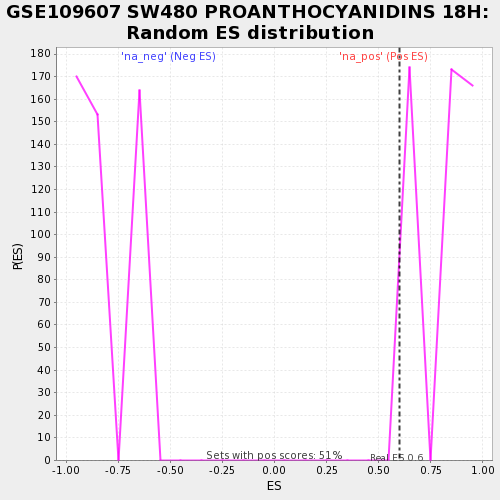 GSE109607 SW480 PROANTHOCYANIDINS 18H:
Random ES distribution
'na_neg' (Neg ES)
'na_pos' (Pos ES)
180
170
160
150
140
130
120
110
100
90
80
70
60
50
40
30
20
10
0
P(ES)
Sets with pos scores: 51%
Real ES 0.6
-1.00 -0.75 -0.50 -0.25 0.00 0.25 0.50 0.75 1.00
ES